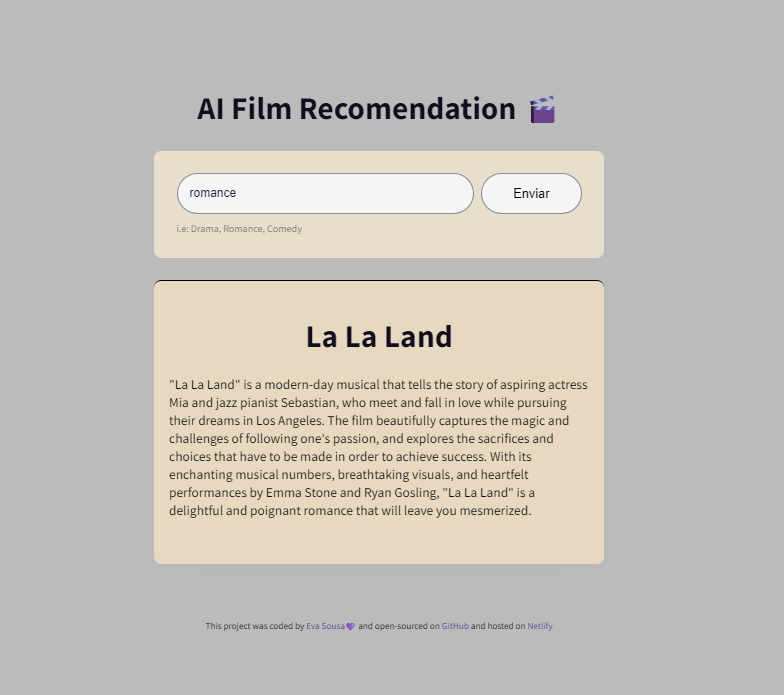 AI Film Recomendation
romance
Enviar
i.e: Drama, Romance, Comedy
La La Land
"La La Land" is a modern-day musical that tells the story of aspiring actress
Mia and jazz pianist Sebastian, who meet and fall in love while pursuing
their dreams in Los Angeles. The film beautifully captures the magic and
challenges of following one's passion, and explores the sacrifices and
choices that have to be made in order to achieve success. With its
enchanting musical numbers, breathtaking visuals, and heartfelt
performances by Emma Stone and Ryan Gosling, "La La Land" is a
delightful and poignant romance that will leave you mesmerized.
This project was coded by Eva Sousa💜 and open-sourced on GitHub and hosted on Netlify